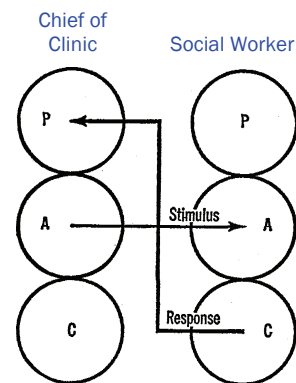 Chief of
Clinic
Social Worker
P
P
Stimulus
A
A
Response
C
C